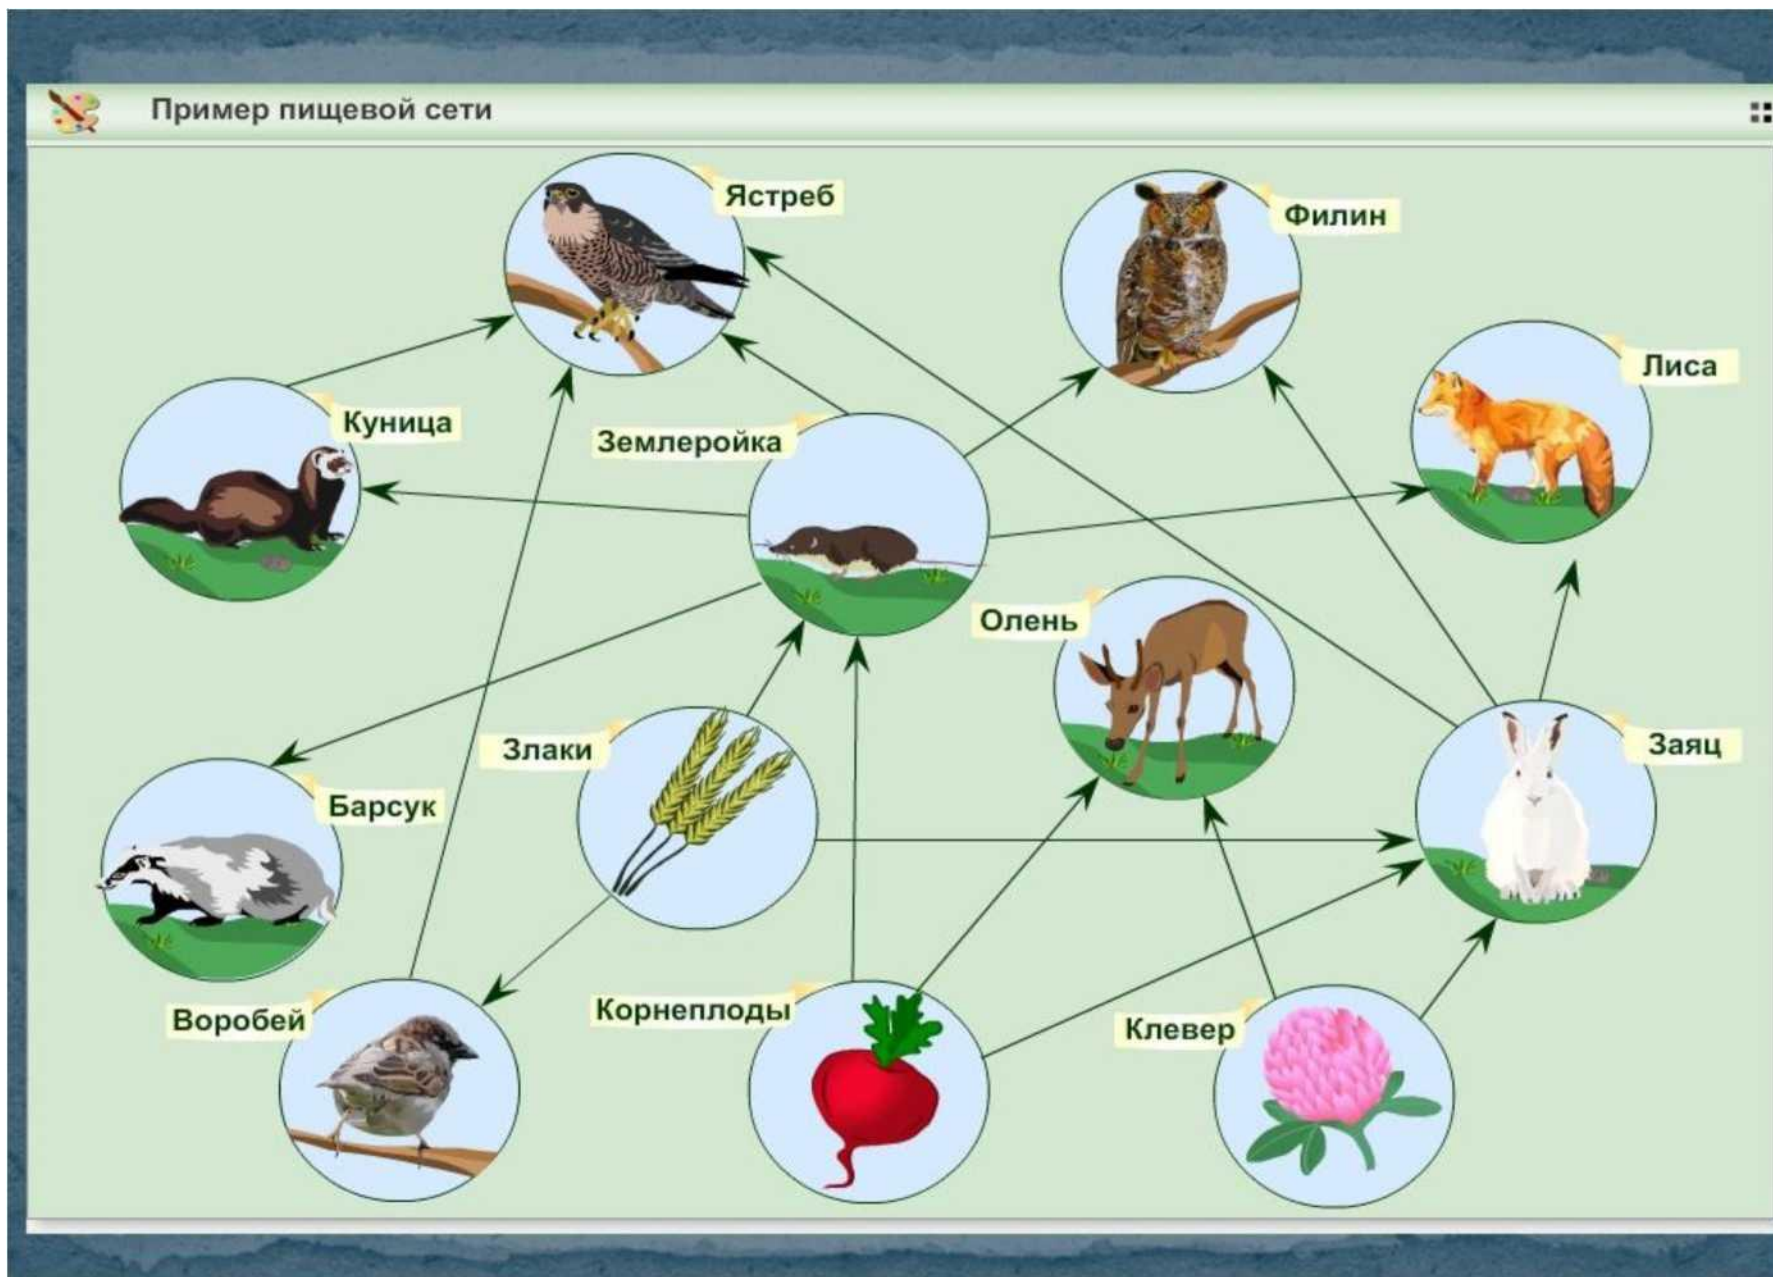 Пример пищевой сети
Ястреб
Филин
Лиса
Куница
Землеройка
Олень
Злаки
Заяц
Барсук
Воробей
Корнеплоды
Клевер